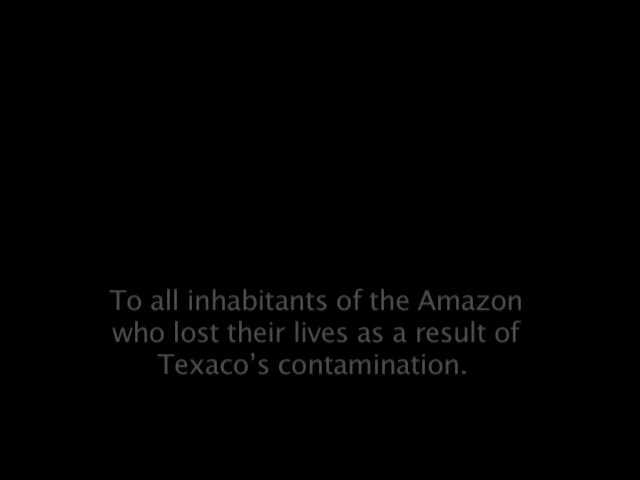 To all inhabitants of the Amazon
who lost their lives as a result of
Texaco’s contamination.